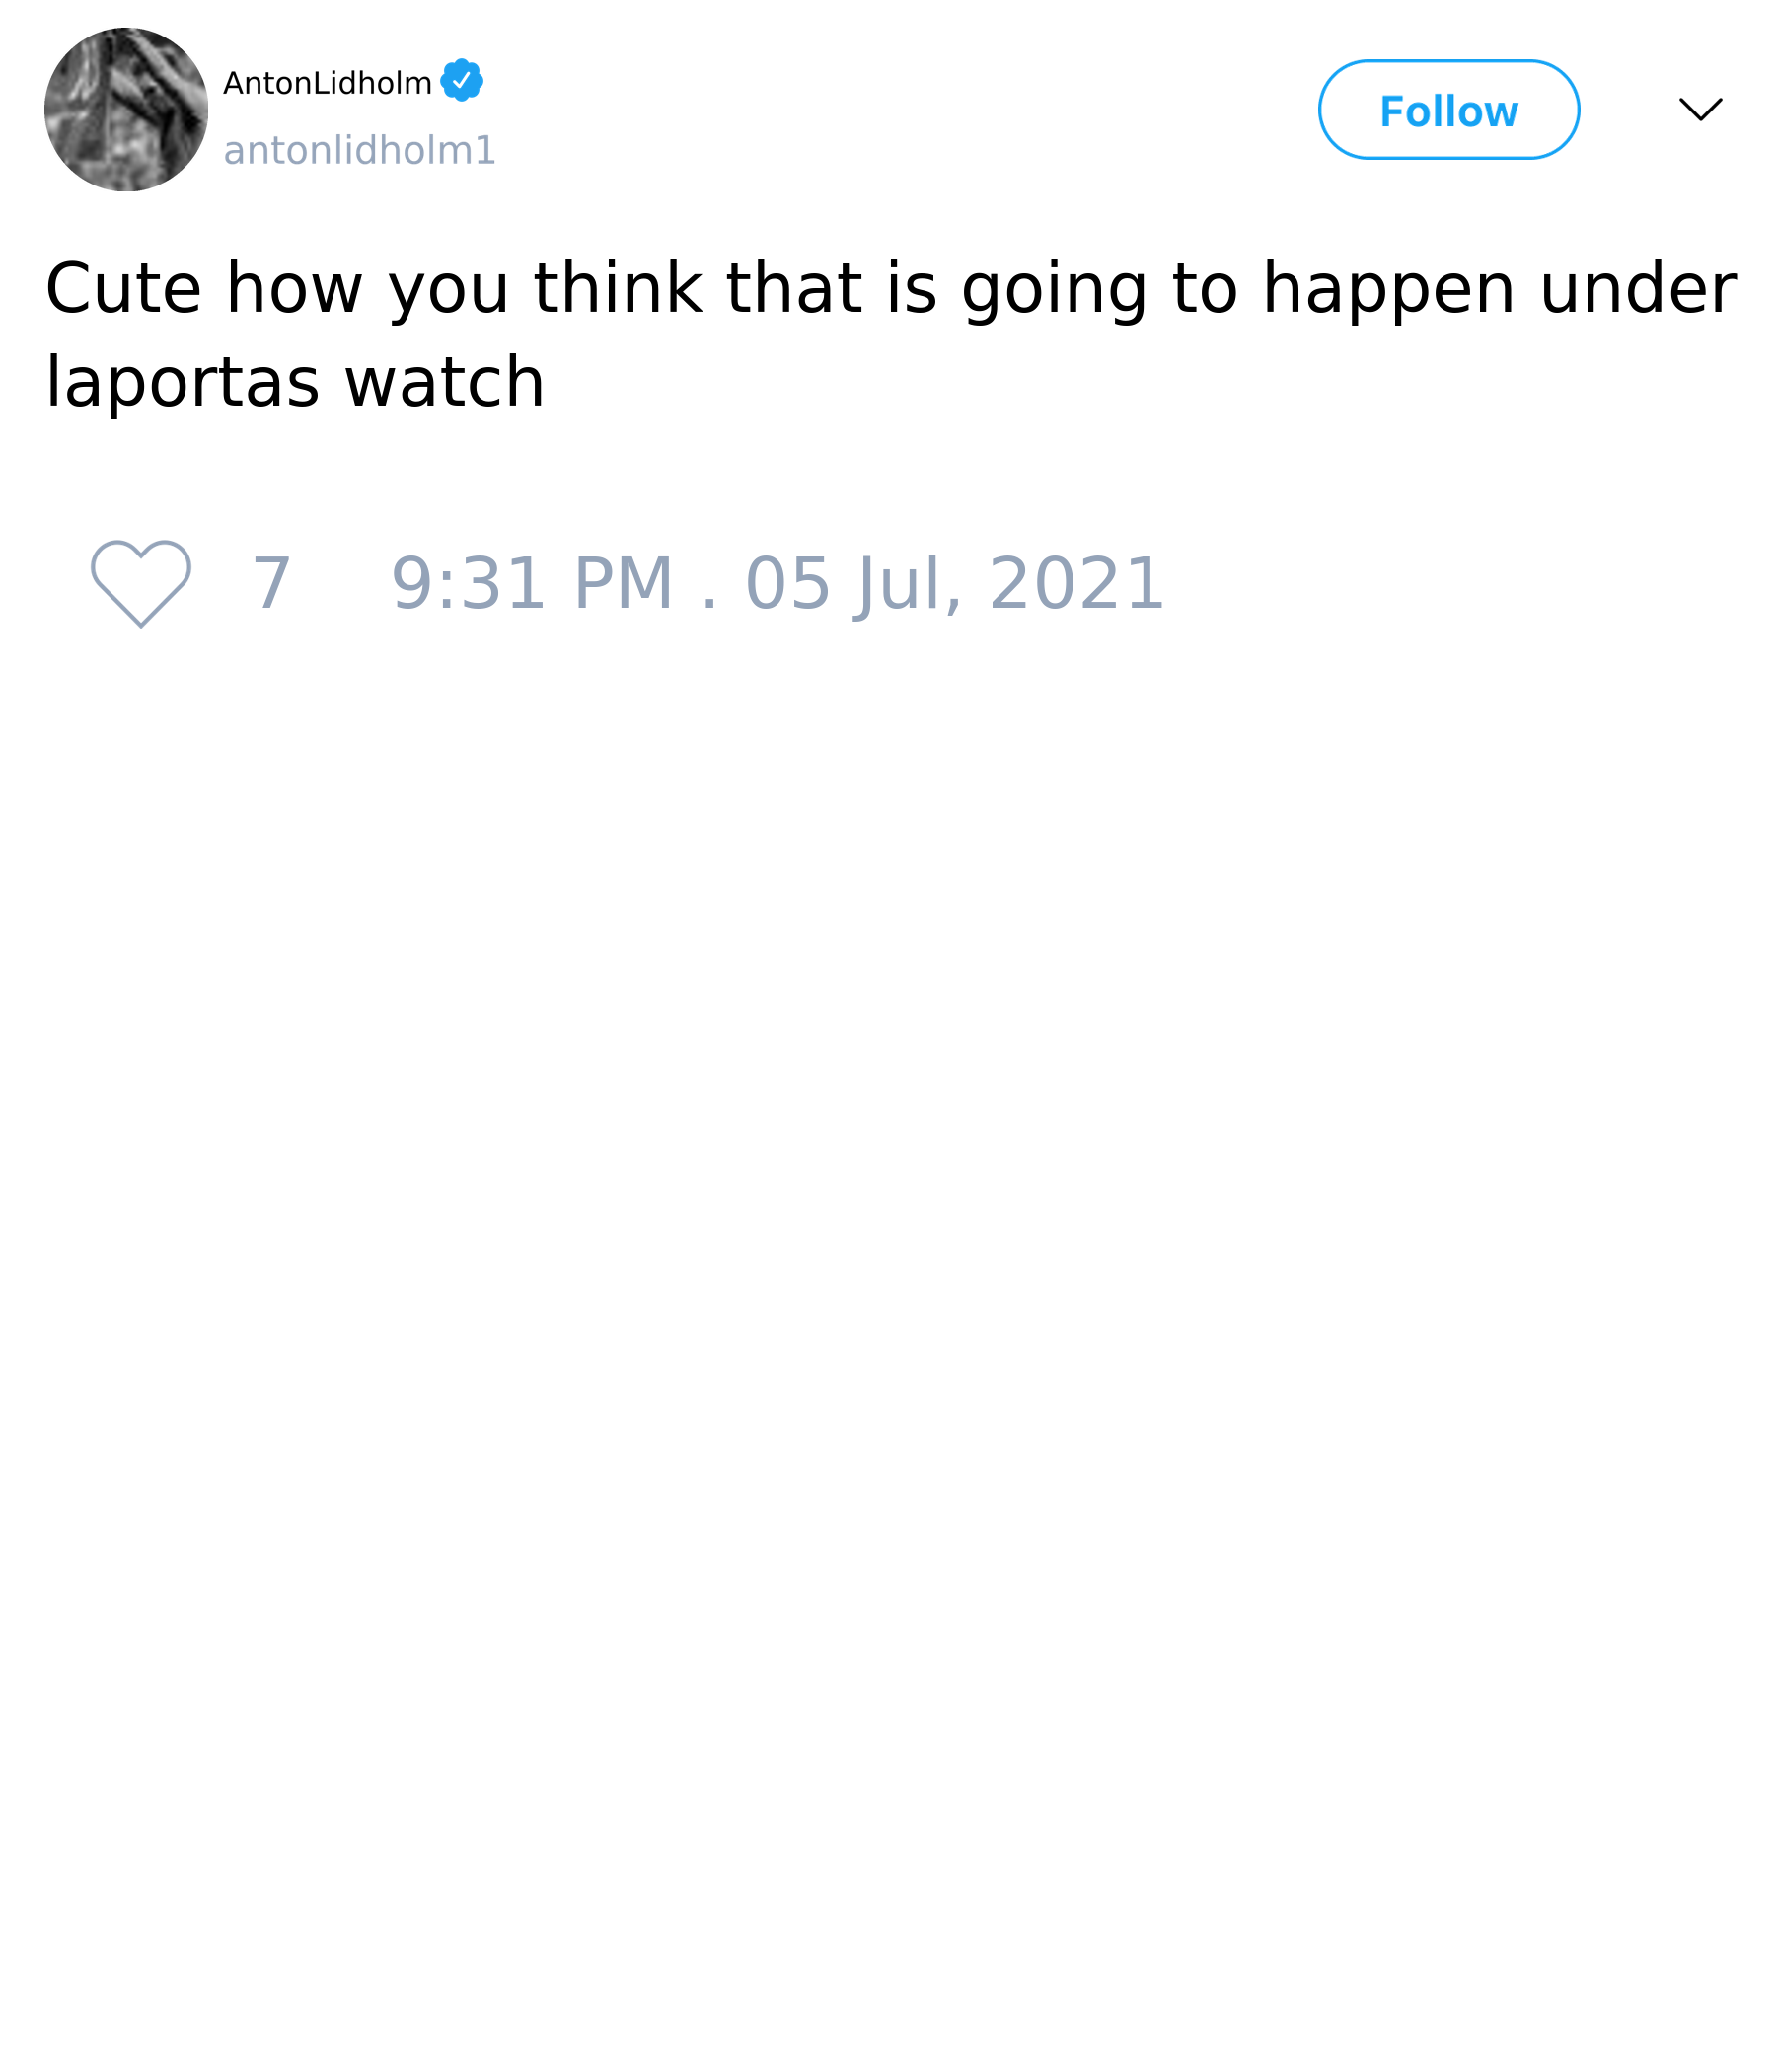 AntonLidholm
antonlidholm1
Follow
Cute how you think that is going to happen under
laportas watch
7
9:31 PM . 05 Jul, 2021